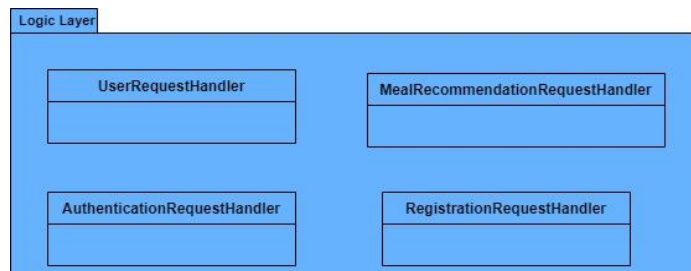 Logic Layer
UserRequestHandler
MealRecommendationRequestHandler
AuthenticationRequestHandler
RegistrationRequestHandler